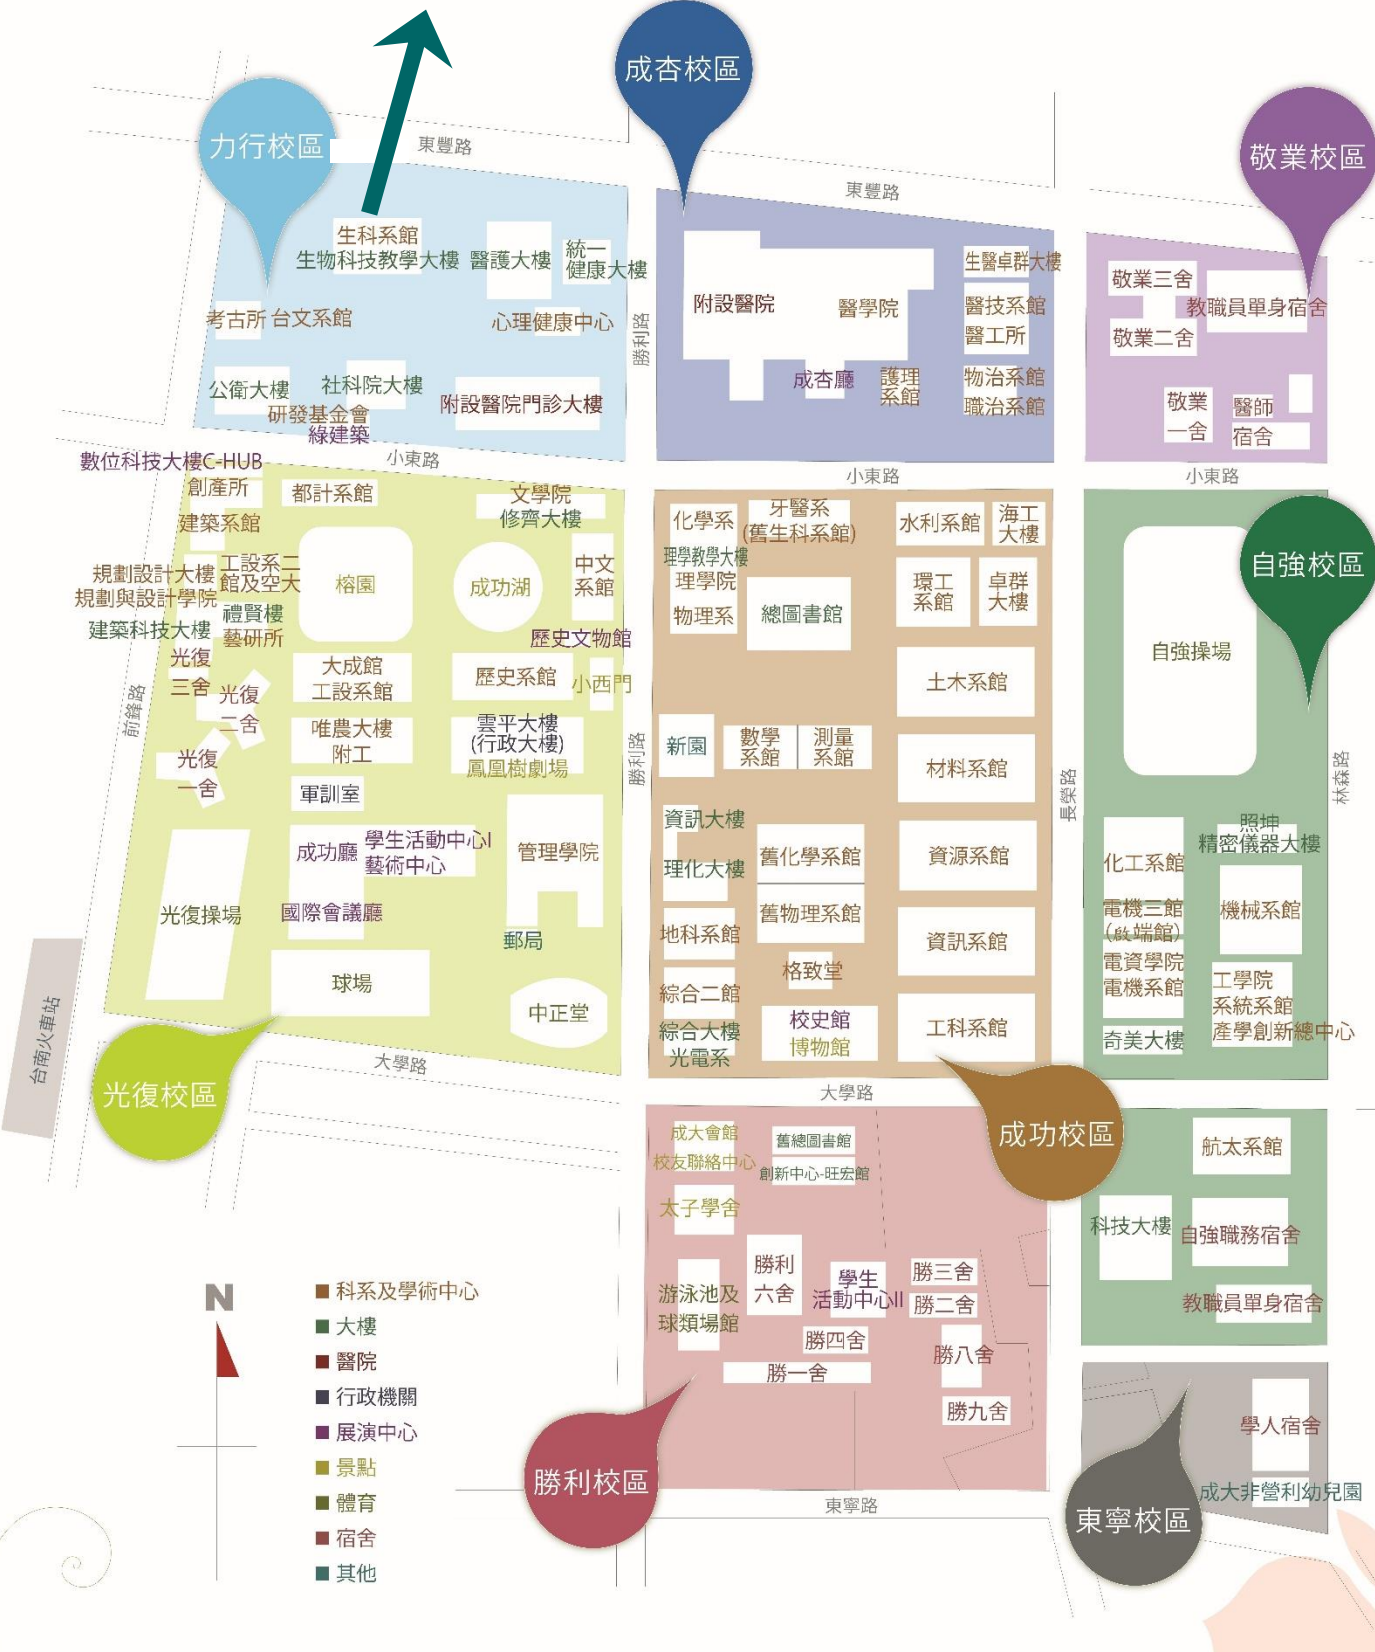 力行校區
成杏校區
敬業校區
東豐路
東豐路
生科系館
生物科技教學大樓
醫護大樓
統一
健康大樓
考古所
台文系館
心理健康中心
公衛大樓
社科院大樓
研發基金會
綠建築
附設醫院門診大樓
勝利路
附設醫院
醫學院
成杏廳
護理
系館
生醫卓群大樓
醫技系館
醫工所
物治系館
職治系館
敬業三舍
敬業二舍
教職員單身宿舍
敬業
一舍
醫師
宿舍
小東路
小東路
小東路
數位科技大樓C-HUB
創產所
都計系館
建築系館
規劃設計大樓
規劃與設計學院
工設系二
館及空大
建築科技大樓
禮賢樓
藝研所
榕園
文學院
修齊大樓
成功湖
中文
系館
歷史文物館
光復
三舍
光復
二舍
光復
一舍
大成館
工設系館
歷史系館
小西門
唯農大樓
附工
雲平大樓
(行政大樓)
鳳凰樹劇場
軍訓室
成功廳
學生活動中心I
藝術中心
管理學院
光復操場
國際會議廳
郵局
球場
中正堂
前鋒路
台南火車站
光復校區
大學路
勝利路
化學系
理學教學大樓
理學院
物理系
牙醫系
(舊生科系館)
水利系館
海工
大樓
總圖書館
環工
系館
卓群
大樓
土木系館
新園
數學
系館
測量
系館
材料系館
資訊大樓
理化大樓
舊化學系館
資源系館
舊物理系館
地科系館
資訊系館
格致堂
綜合二館
校史館
博物館
工科系館
綜合大樓
光電系
大學路
成功校區
長榮路
自強校區
自強操場
林森路
照坤
精密儀器大樓
化工系館
電機三館
(啟端館)
機械系館
電資學院
電機系館
工學院
系統系館
產學創新總中心
奇美大樓
航太系館
科技大樓
自強職務宿舍
教職員單身宿舍
成大會館
校友聯絡中心
舊總圖書館
創新中心-旺宏館
太子學舍
勝利
六舍
學生
活動中心II
勝三舍
勝二舍
游泳池及
球類場館
勝四舍
勝八舍
勝一舍
勝九舍
勝利校區
東寧路
學人宿舍
成大非營利幼兒園
東寧校區
N
科系及學術中心
大樓
醫院
行政機關
展演中心
景點
體育
宿舍
其他